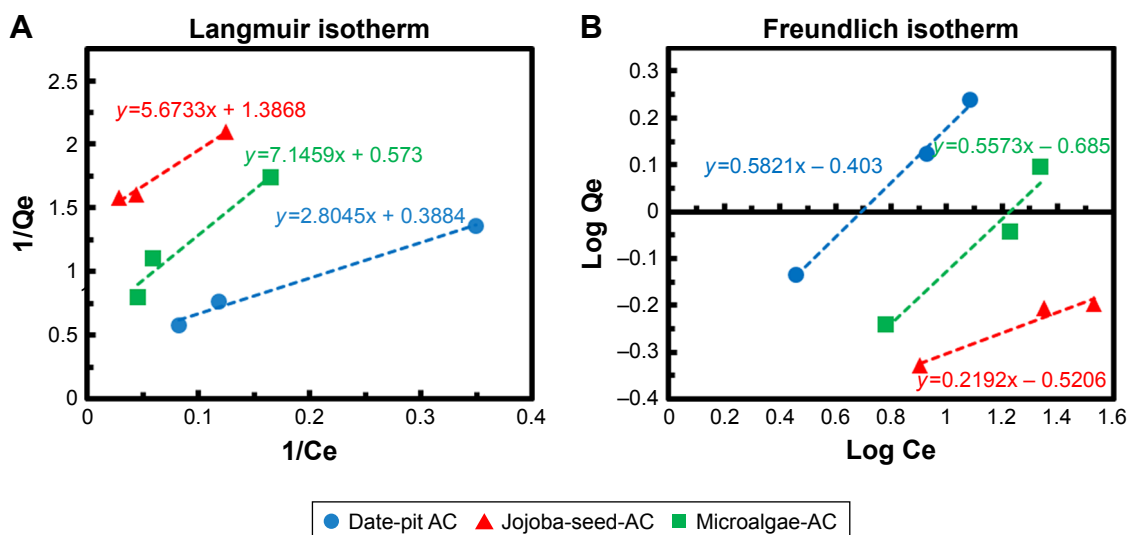 A
Langmuir isotherm
2.5
2
1.5
1
0.5
0
1/Qe
y=5.6733x + 1.3868
y=7.1459x + 0.573
y=2.8045x + 0.3884
0
0.1
0.2
0.3
0.4
1/Ce
B
Freundlich isotherm
0.3
0.2
0.1
0
–0.1
–0.2
–0.3
–0.4
Log Qe
y=0.5821x – 0.403
y=0.5573x – 0.685
y=0.2192x – 0.5206
0
0.2
0.4
0.6
0.8
1
1.2
1.4
1.6
Log Ce
Date-pit AC
Jojoba-seed-AC
Microalgae-AC